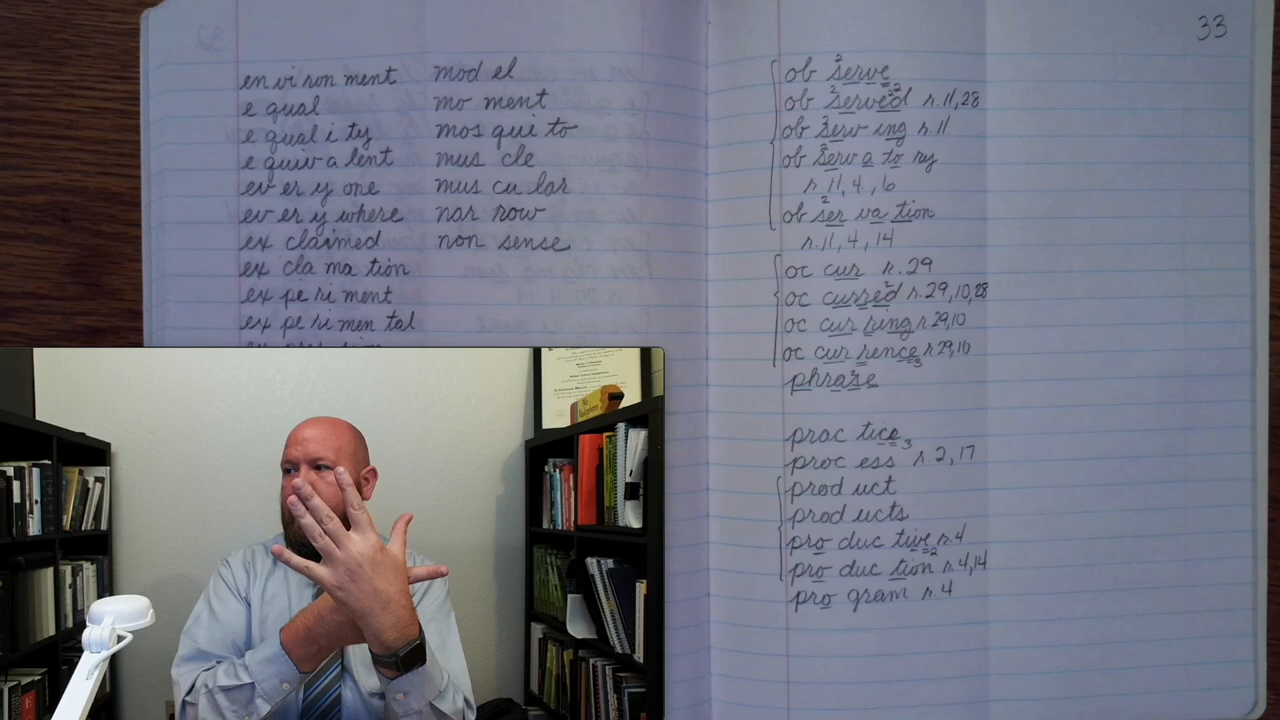 33
en vi ron ment
e qual
e qual i ty
e quiv a lent
ev er y one
ev er y where
ex claimed
ex cla ma tion
ex pe ri ment
ex pe ri men tal
mod el
mo ment
mos qui to
mus cle
mus cu lar
nar row
non sense
ob serve
ob served r. 11, 28
ob serv ing r. 11
ob serv a to ry
r. 11, 4, 6
ob ser va tion
r. 11, 4, 14
oc cur r. 29
oc curred r. 29, 10, 28
oc cur ring r. 29, 10
oc cur rence 3 r. 29, 10
phrase
prac tice 3
proc ess r. 2, 17
prod uct
prod ucts
pro duc tive 2 r. 4
pro duc tion r. 4, 14
pro gram r. 4